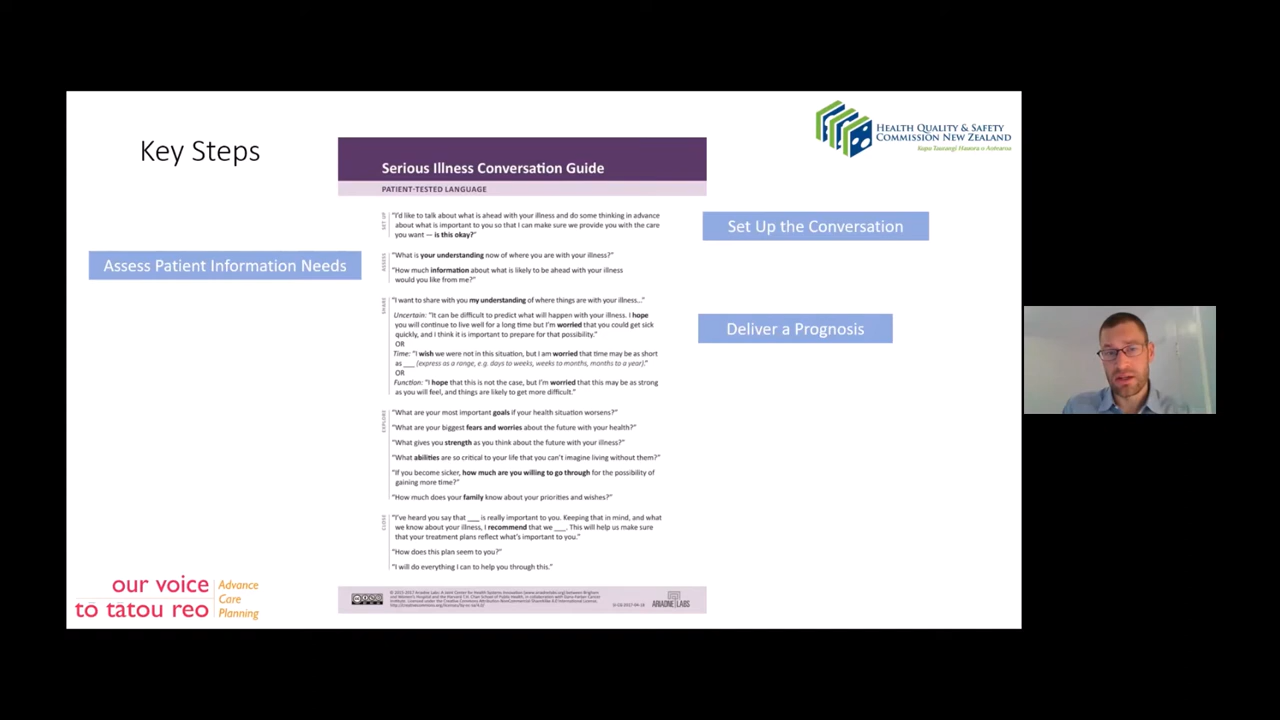 Key Steps
HEALTH QUALITY & SAFETY
COMMISSION NEW ZEALAND
Kupu Taurangi Hauora o Aotearoa
Serious Illness Conversation Guide
PATIENT-TESTED LANGUAGE
Set Up the Conversation
Assess Patient Information Needs
Deliver a Prognosis
SET UP
"I'd like to talk about what is ahead with your illness and do some thinking in advance
about what is important to you so that I can make sure we provide you with the care
you want — is this okay?"
ASSESS
"What is your understanding now of where you are with your illness?"
"How much information about what is likely to be ahead with your illness
would you like from me?"
SHARE
"I want to share with you my understanding of where things are with your illness..."
Uncertain: "It can be difficult to predict what will happen with your illness. I hope
you will continue to live well for a long time but I'm worried that you could get sick
quickly, and I think it is important to prepare for that possibility."
OR
Time: "I wish we were not in this situation, but I am worried that time may be as short
as ___ (express as a range, e.g. days to weeks, weeks to months, months to a year)."
OR
Function: "I hope that this is not the case, but I'm worried that this may be as strong
as you will feel, and things are likely to get more difficult."
EXPLORE
"What are your most important goals if your health situation worsens?"
"What are your biggest fears and worries about the future with your health?"
"What gives you strength as you think about the future with your illness?"
"What abilities are so critical to your life that you can't imagine living without them?"
"If you become sicker, how much are you willing to go through for the possibility of
gaining more time?"
"How much does your family know about your priorities and wishes?"
CLOSE
"I've heard you say that ___ is really important to you. Keeping that in mind, and what
we know about your illness, I recommend that we ___. This will help us make sure
that your treatment plans reflect what's important to you."
"How does this plan seem to you?"
"I will do everything I can to help you through this."
our voice
tō tātou reo
Advance
Care
Planning
ARIADNE LABS